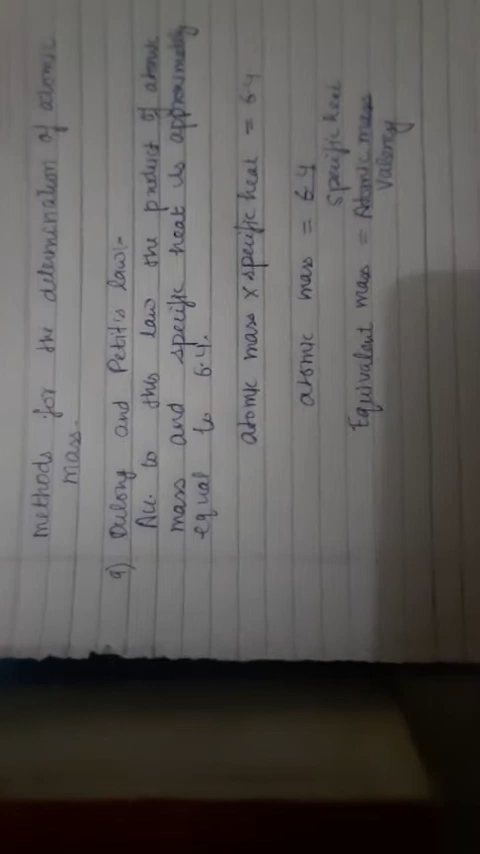 methods for the determination of atomic
mass.
a) Dulong and Petit's law:-
Acc. to this law the product of atomic
mass and specific heat is approximately
equal to 6.4.
atomic mass x specific heat = 6.4
atomic mass = 6.4
specific heat
Equivalent mass = Atomic mass
Valency